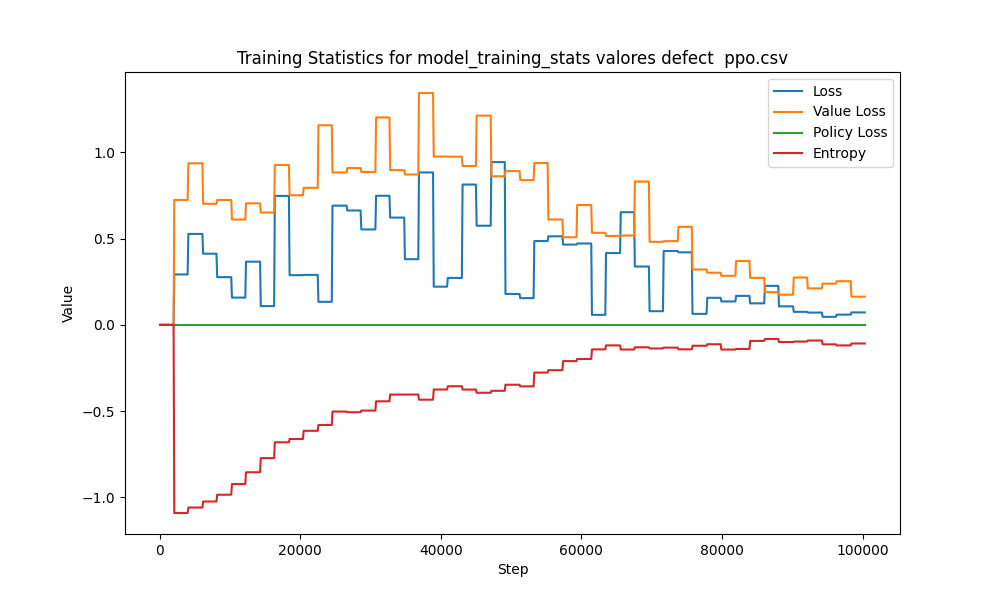 Training Statistics for model_training_stats valores defect  ppo.csv
Loss
Value Loss
Policy Loss
Entropy
Value
1.0
0.5
0.0
−0.5
−1.0
0
20000
40000
60000
80000
100000
Step